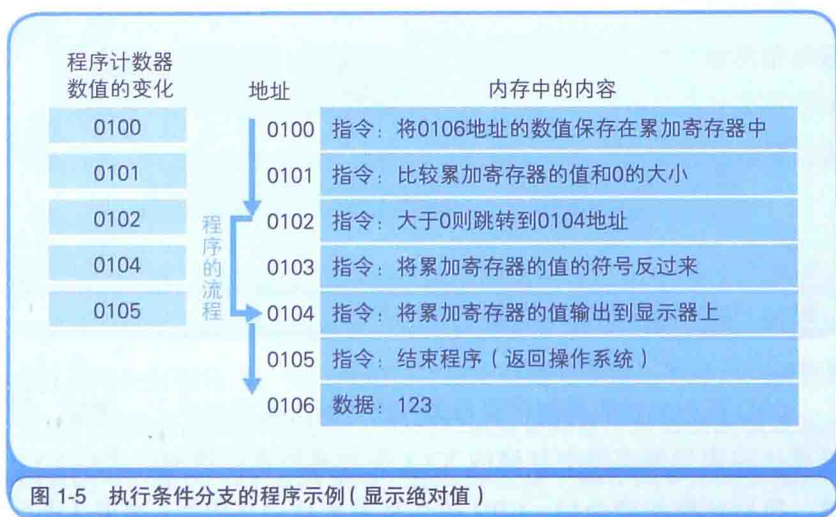 程序计数器
数值的变化
地址
内存中的内容
0100
0100 指令：将0106地址的数值保存在累加寄存器中
0101
0101 指令：比较累加寄存器的值和0的大小
0102
0102 指令：大于0则跳转到0104地址
0104
0103 指令：将累加寄存器的值的符号反过来
0105
0104 指令：将累加寄存器的值输出到显示器上
0105 指令：结束程序（返回操作系统）
0106 数据：123
程序的流程
图 1-5 执行条件分支的程序示例（显示绝对值）